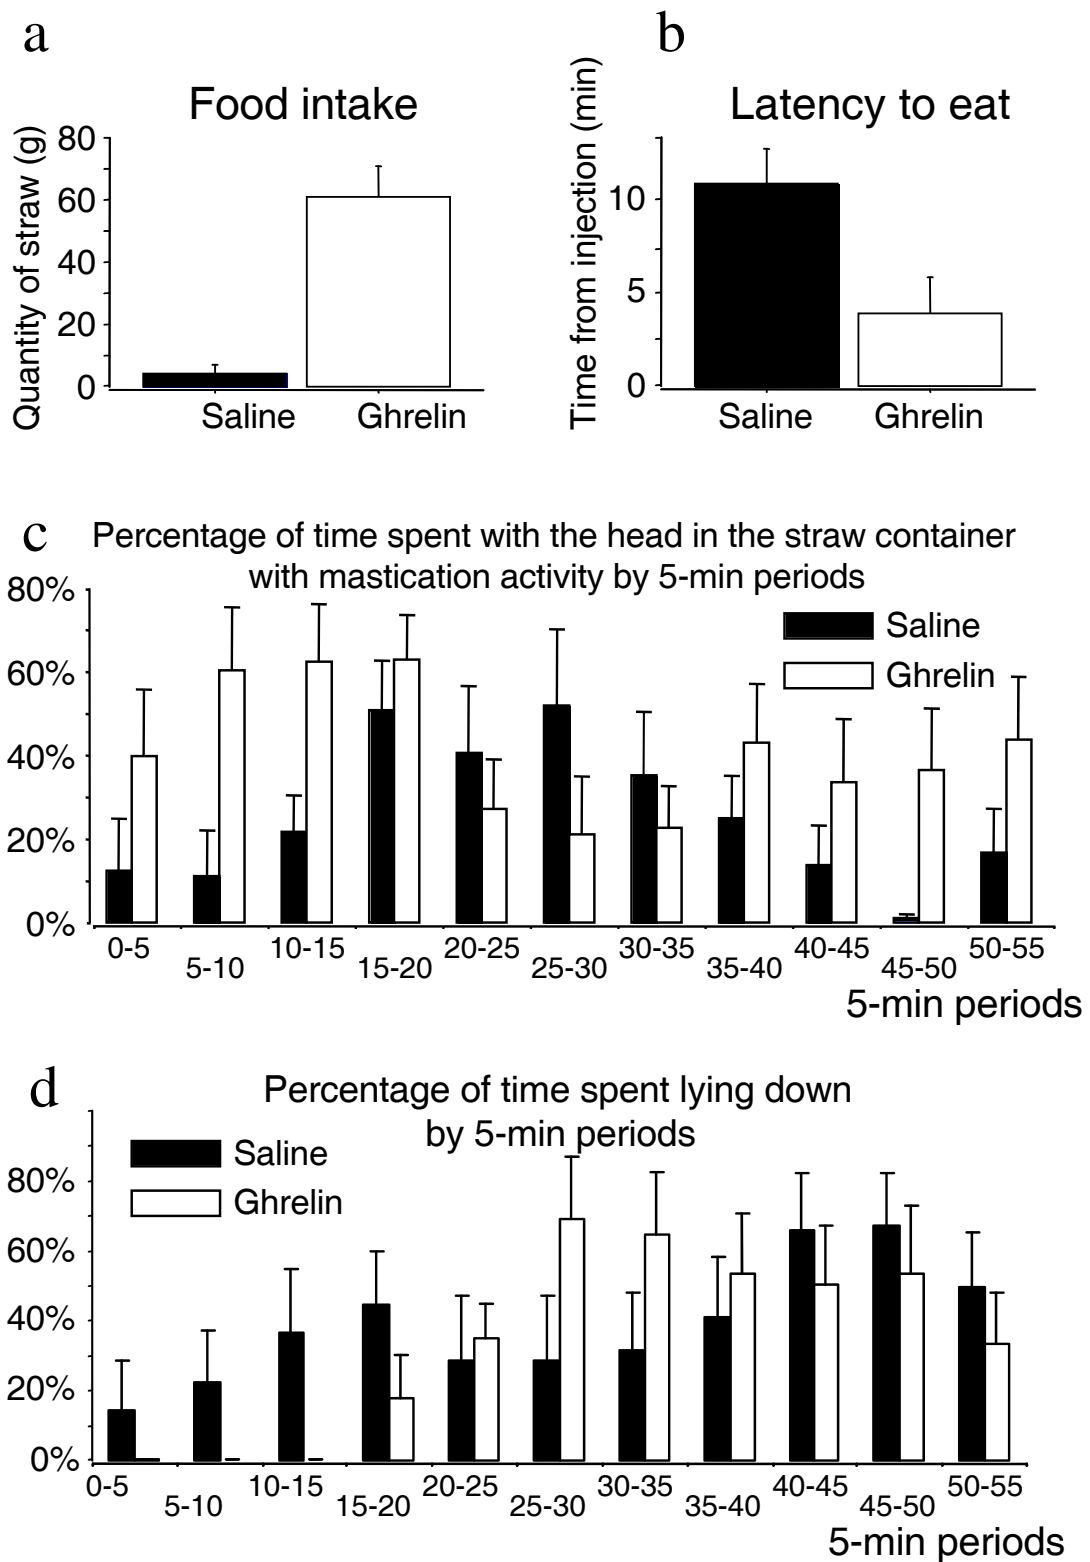 a
Food intake
Quantity of straw (g)
80
60
40
20
0
Saline
Ghrelin
b
Latency to eat
Time from injection (min)
10
5
0
Saline
Ghrelin
c
Percentage of time spent with the head in the straw container
with mastication activity by 5-min periods
Saline
Ghrelin
80%
60%
40%
20%
0%
0-5
5-10
10-15
15-20
20-25
25-30
30-35
35-40
40-45
45-50
50-55
5-min periods
d
Percentage of time spent lying down
by 5-min periods
Saline
Ghrelin
80%
60%
40%
20%
0%
0-5
5-10
10-15
15-20
20-25
25-30
30-35
35-40
40-45
45-50
50-55
5-min periods